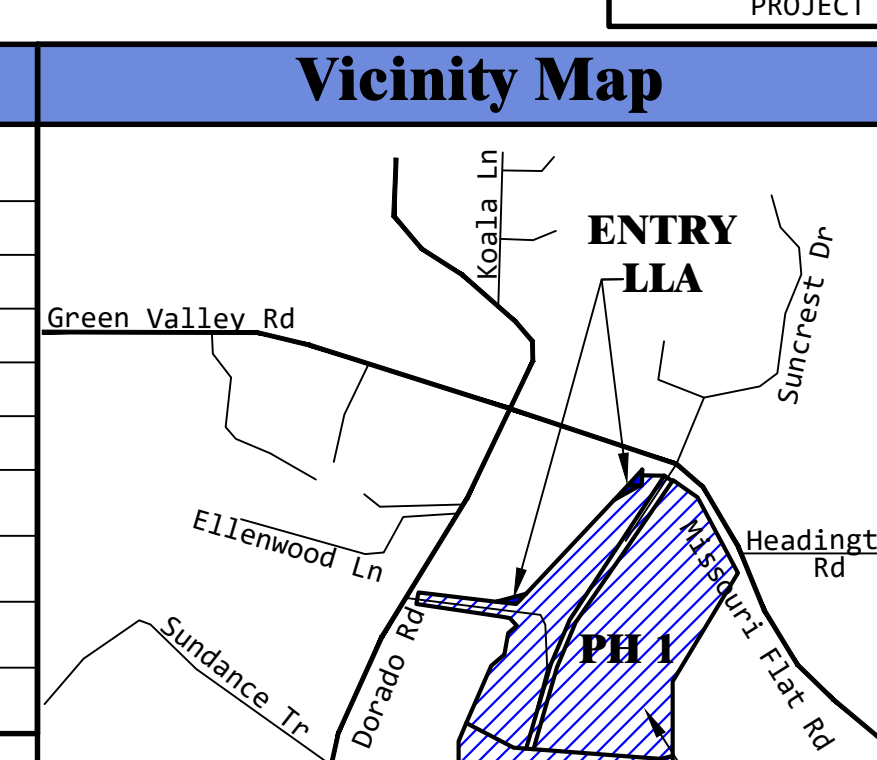 PROJECT
Vicinity Map
Koala Ln
ENTRY
LLA
Suncrest Dr
Green Valley Rd
Ellenwood Ln
Missouri Flat Rd
Headingt
Rd
Sundance Tr
Dorado Rd
PH 1